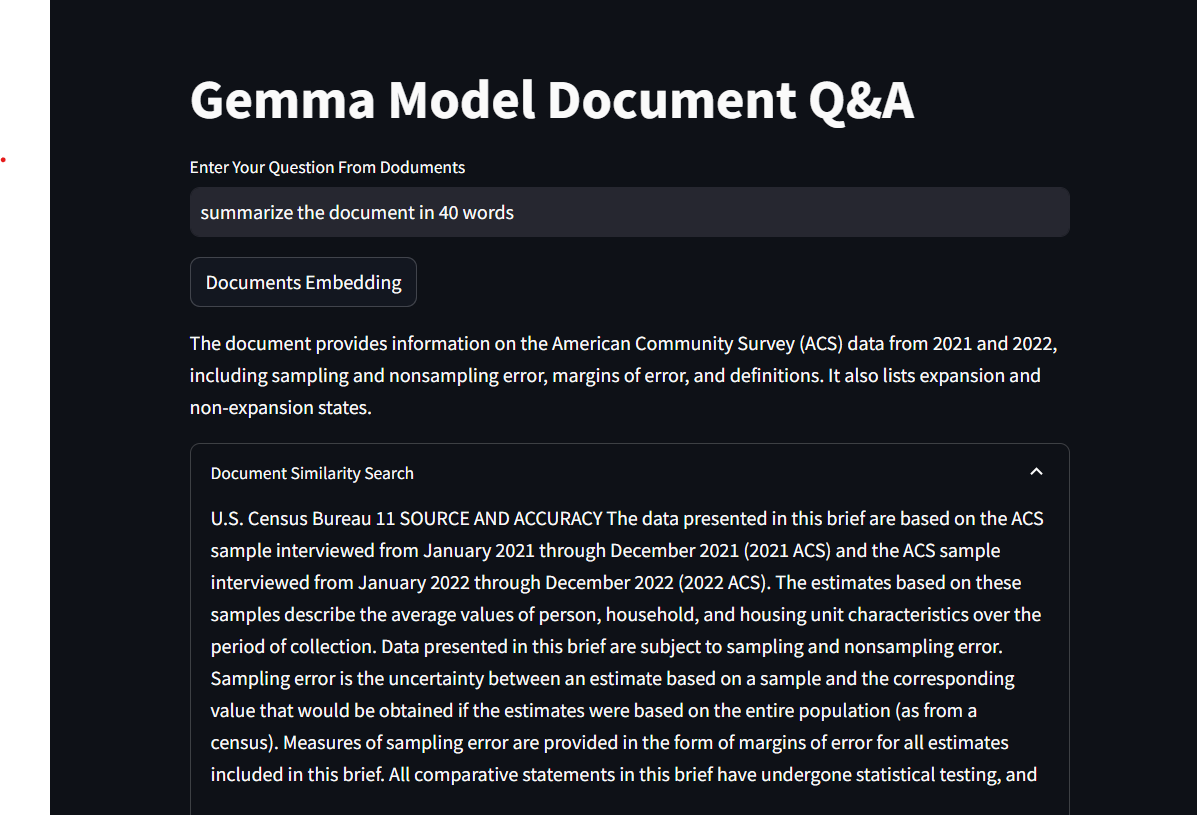 Gemma Model Document Q&A
Enter Your Question From Doduments
summarize the document in 40 words
Documents Embedding
The document provides information on the American Community Survey (ACS) data from 2021 and 2022,
including sampling and nonsampling error, margins of error, and definitions. It also lists expansion and
non-expansion states.
Document Similarity Search
U.S. Census Bureau 11 SOURCE AND ACCURACY The data presented in this brief are based on the ACS
sample interviewed from January 2021 through December 2021 (2021 ACS) and the ACS sample
interviewed from January 2022 through December 2022 (2022 ACS). The estimates based on these
samples describe the average values of person, household, and housing unit characteristics over the
period of collection. Data presented in this brief are subject to sampling and nonsampling error.
Sampling error is the uncertainty between an estimate based on a sample and the corresponding
value that would be obtained if the estimates were based on the entire population (as from a
census). Measures of sampling error are provided in the form of margins of error for all estimates
included in this brief. All comparative statements in this brief have undergone statistical testing, and